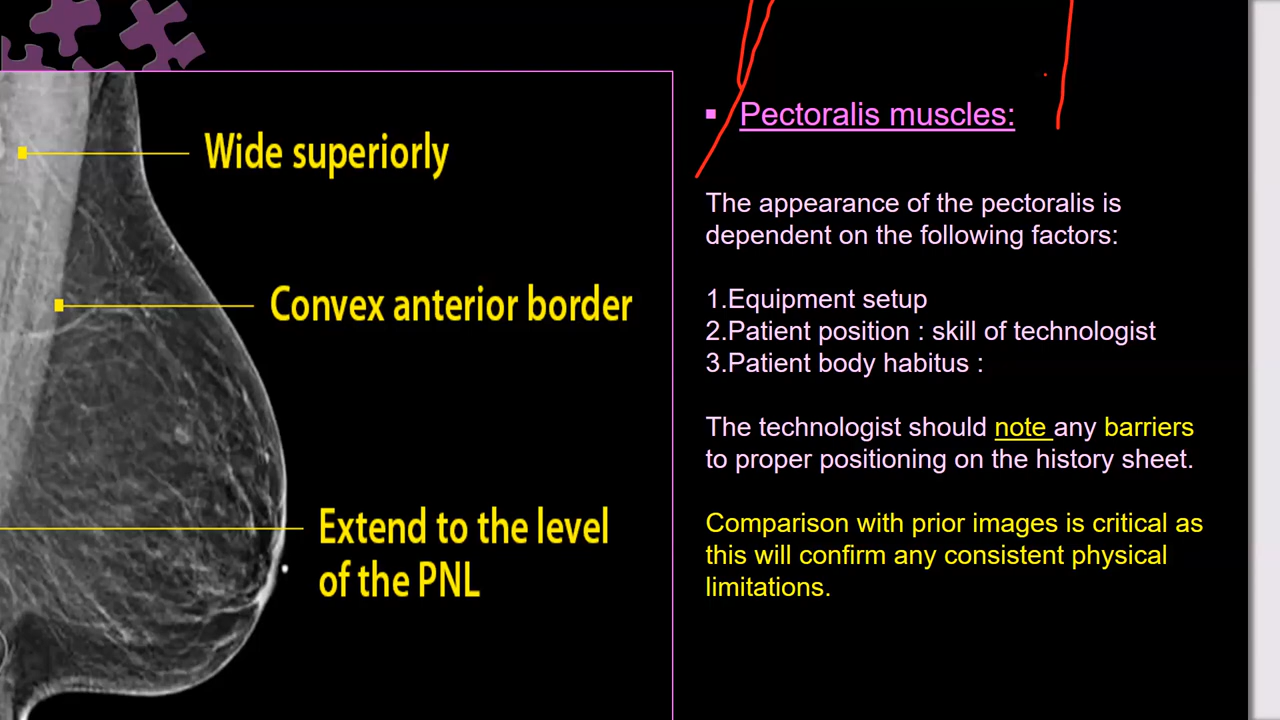 Wide superiorly
Convex anterior border
Extend to the level
of the PNL
▪ Pectoralis muscles:
The appearance of the pectoralis is
dependent on the following factors:
1.Equipment setup
2.Patient position : skill of technologist
3.Patient body habitus :
The technologist should note any barriers
to proper positioning on the history sheet.
Comparison with prior images is critical as
this will confirm any consistent physical
limitations.